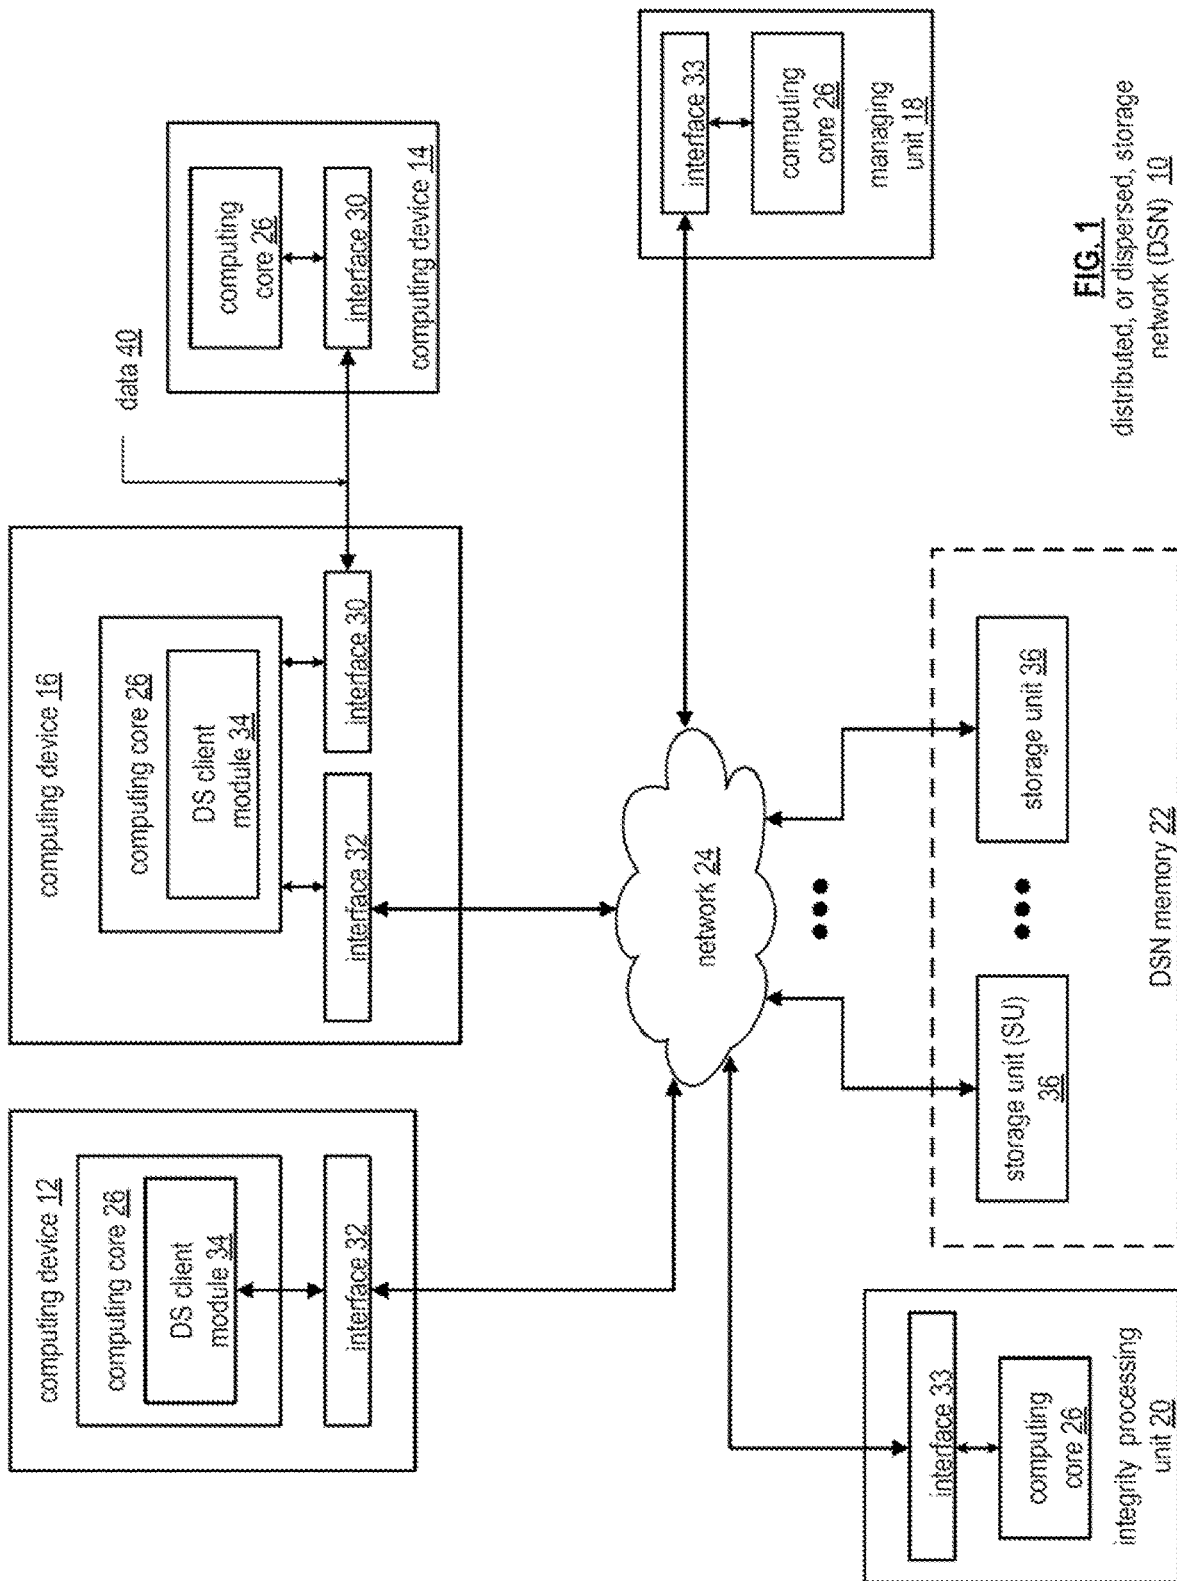 computing device 12
computing core 26
DS client
module 34
interface 32
computing device 16
computing core 26
DS client
module 34
interface 32
interface 30
data 40
computing
core 26
interface 30
computing device 14
network 24
interface 33
computing
core 26
managing
unit 18
interface 33
computing
core 26
integrity processing
unit 20
storage unit (SU)
36
storage unit 36
DSN memory 22
FIG. 1
distributed, or dispersed, storage
network (DSN) 10